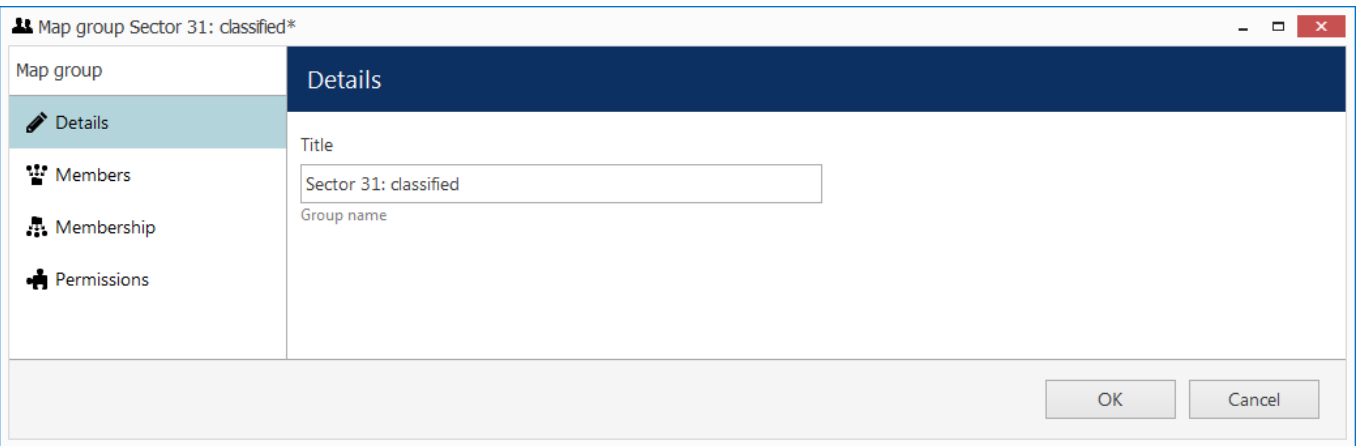 Map group Sector 31: classified*
Map group
Details
Members
Membership
Permissions
Details
Title
Sector 31: classified
Group name
OK
Cancel